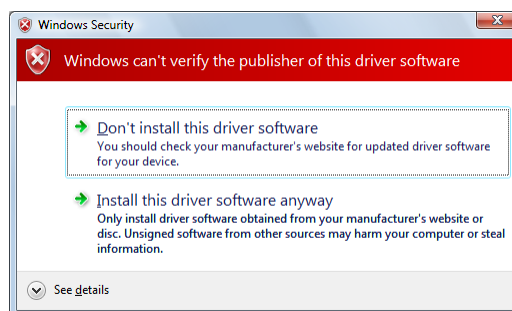 Windows Security
Windows can't verify the publisher of this driver software
Don't install this driver software
You should check your manufacturer's website for updated driver software
for your device.
Install this driver software anyway
Only install driver software obtained from your manufacturer's website or
disc. Unsigned software from other sources may harm your computer or steal
information.
See details